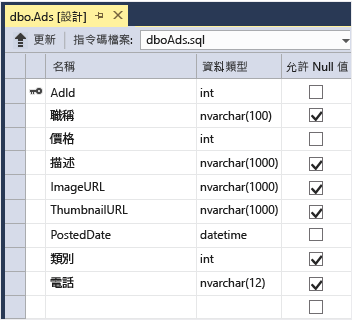 dbo.Ads [設計]
更新 指令碼檔案: dboAds.sql
名稱 資料類型 允許 Null 值
AdId int
職稱 nvarchar(100)
價格 int
描述 nvarchar(1000)
ImageURL nvarchar(1000)
ThumbnailURL nvarchar(1000)
PostedDate datetime
類別 int
電話 nvarchar(12)